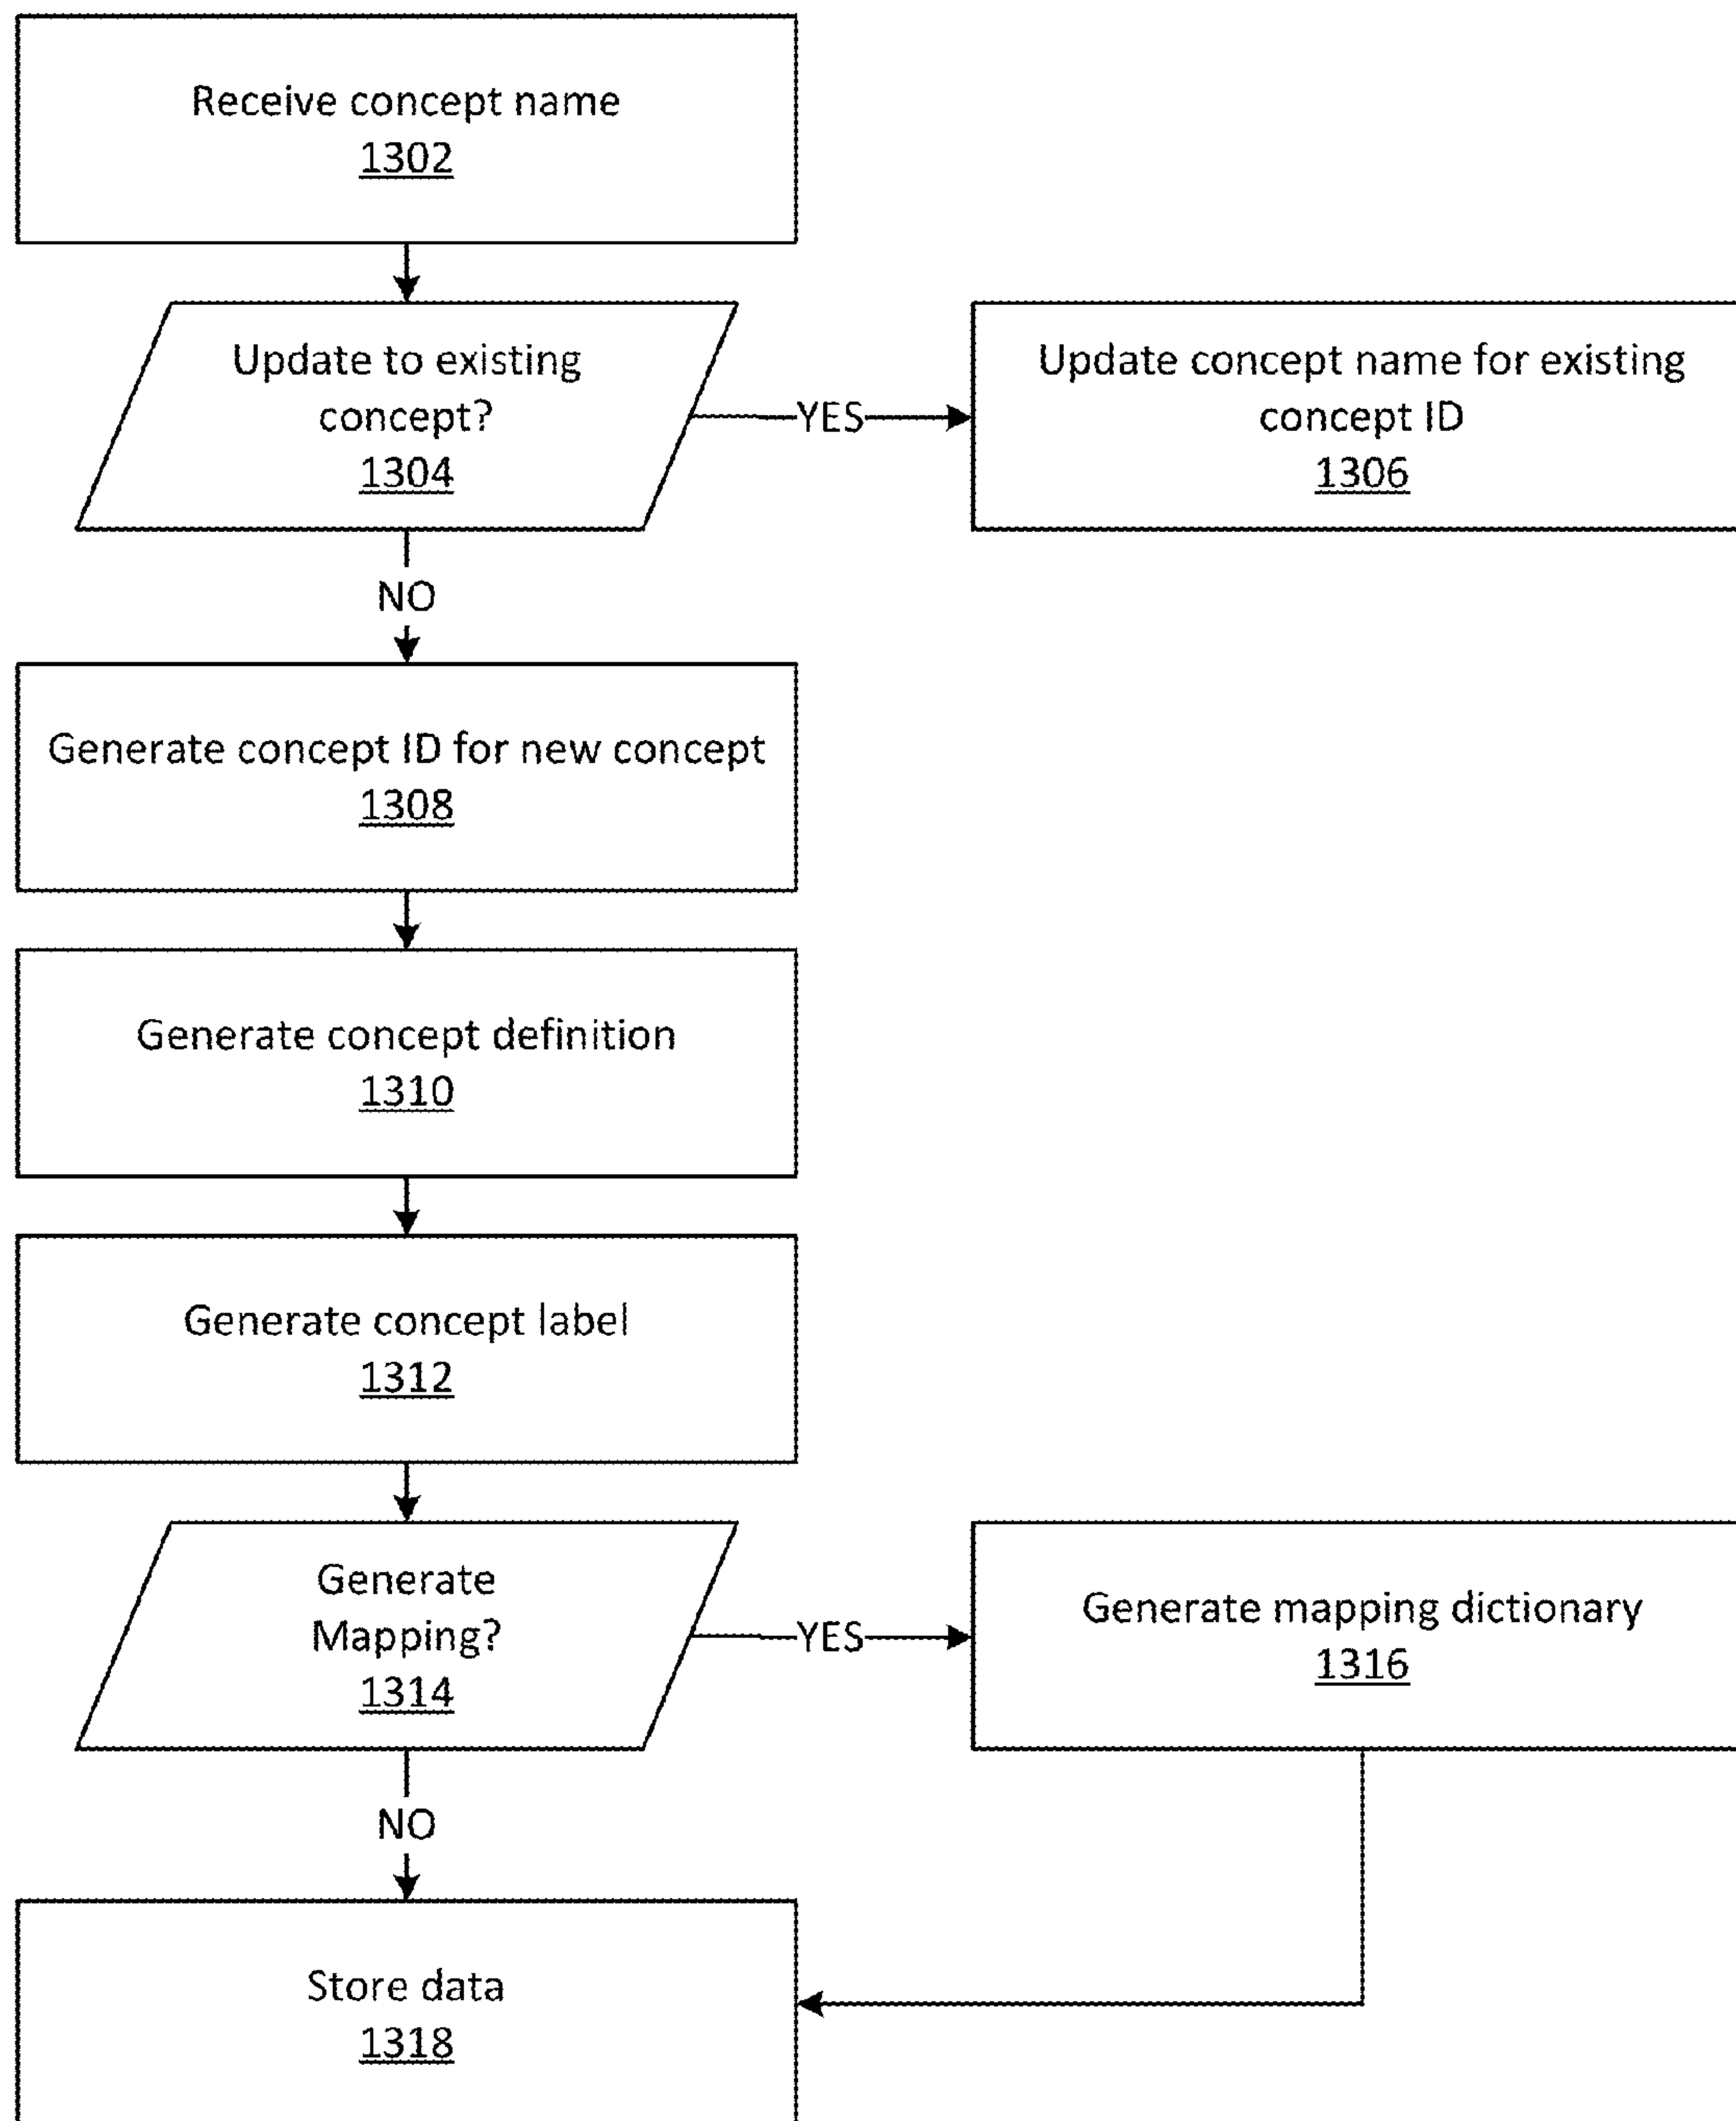 Receive concept name
1302
Update to existing
concept?
1304
YES
Update concept name for existing
concept ID
1306
NO
Generate concept ID for new concept
1308
Generate concept definition
1310
Generate concept label
1312
Generate
Mapping?
1314
YES
Generate mapping dictionary
1316
NO
Store data
1318